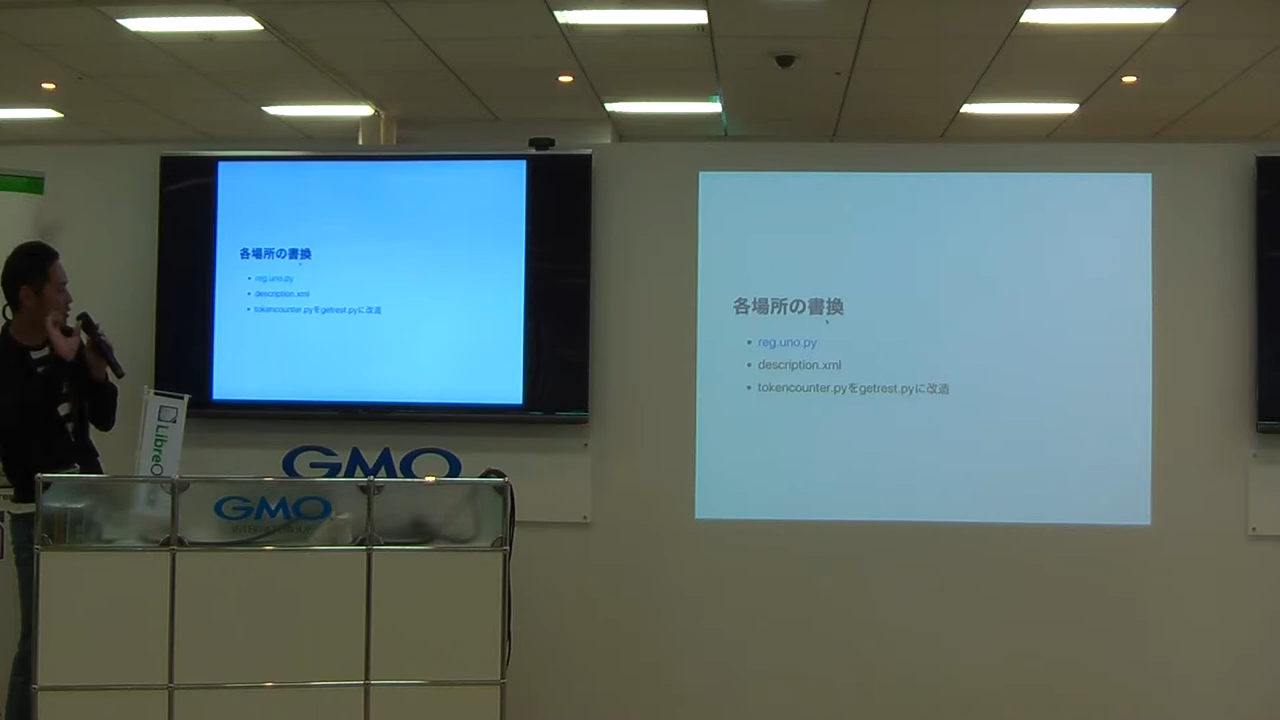 各場所の書換
• reg.uno.py
• description.xml
• tokencounter.pyをgetrest.pyに改造
各場所の書換
• reg.uno.py
• description.xml
• tokencounter.pyをgetrest.pyに改造
LibreO
GMO
GMO